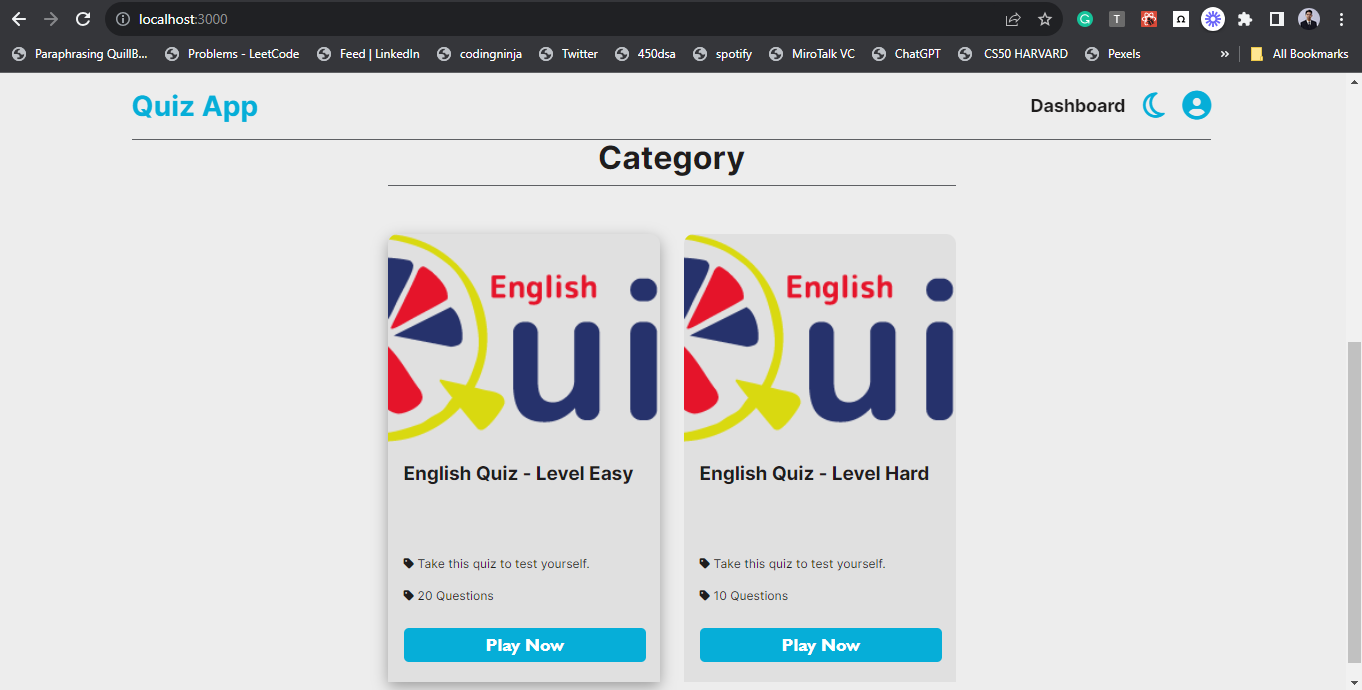 localhost:3000
Paraphrasing QuillB... Problems - LeetCode Feed | LinkedIn codingninja Twitter 450dsa spotify MiroTalk VC ChatGPT CS50 HARVARD Pexels » All Bookmarks
Quiz App Dashboard
Category
English English
Qui Qui
English Quiz - Level Easy English Quiz - Level Hard
Take this quiz to test yourself. Take this quiz to test yourself.
20 Questions 10 Questions
Play Now Play Now